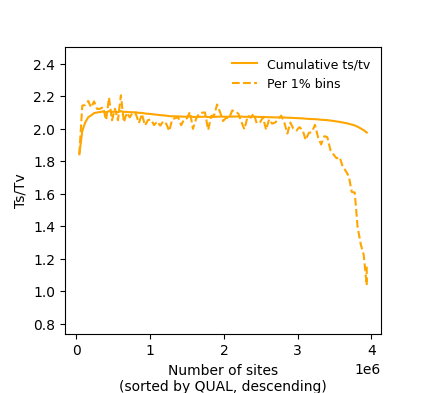 2.4
2.2
2.0
1.8
1.6
1.4
1.2
1.0
0.8
Ts/Tv
Cumulative ts/tv
Per 1% bins
0 1 2 3 4
1e6
Number of sites
(sorted by QUAL, descending)